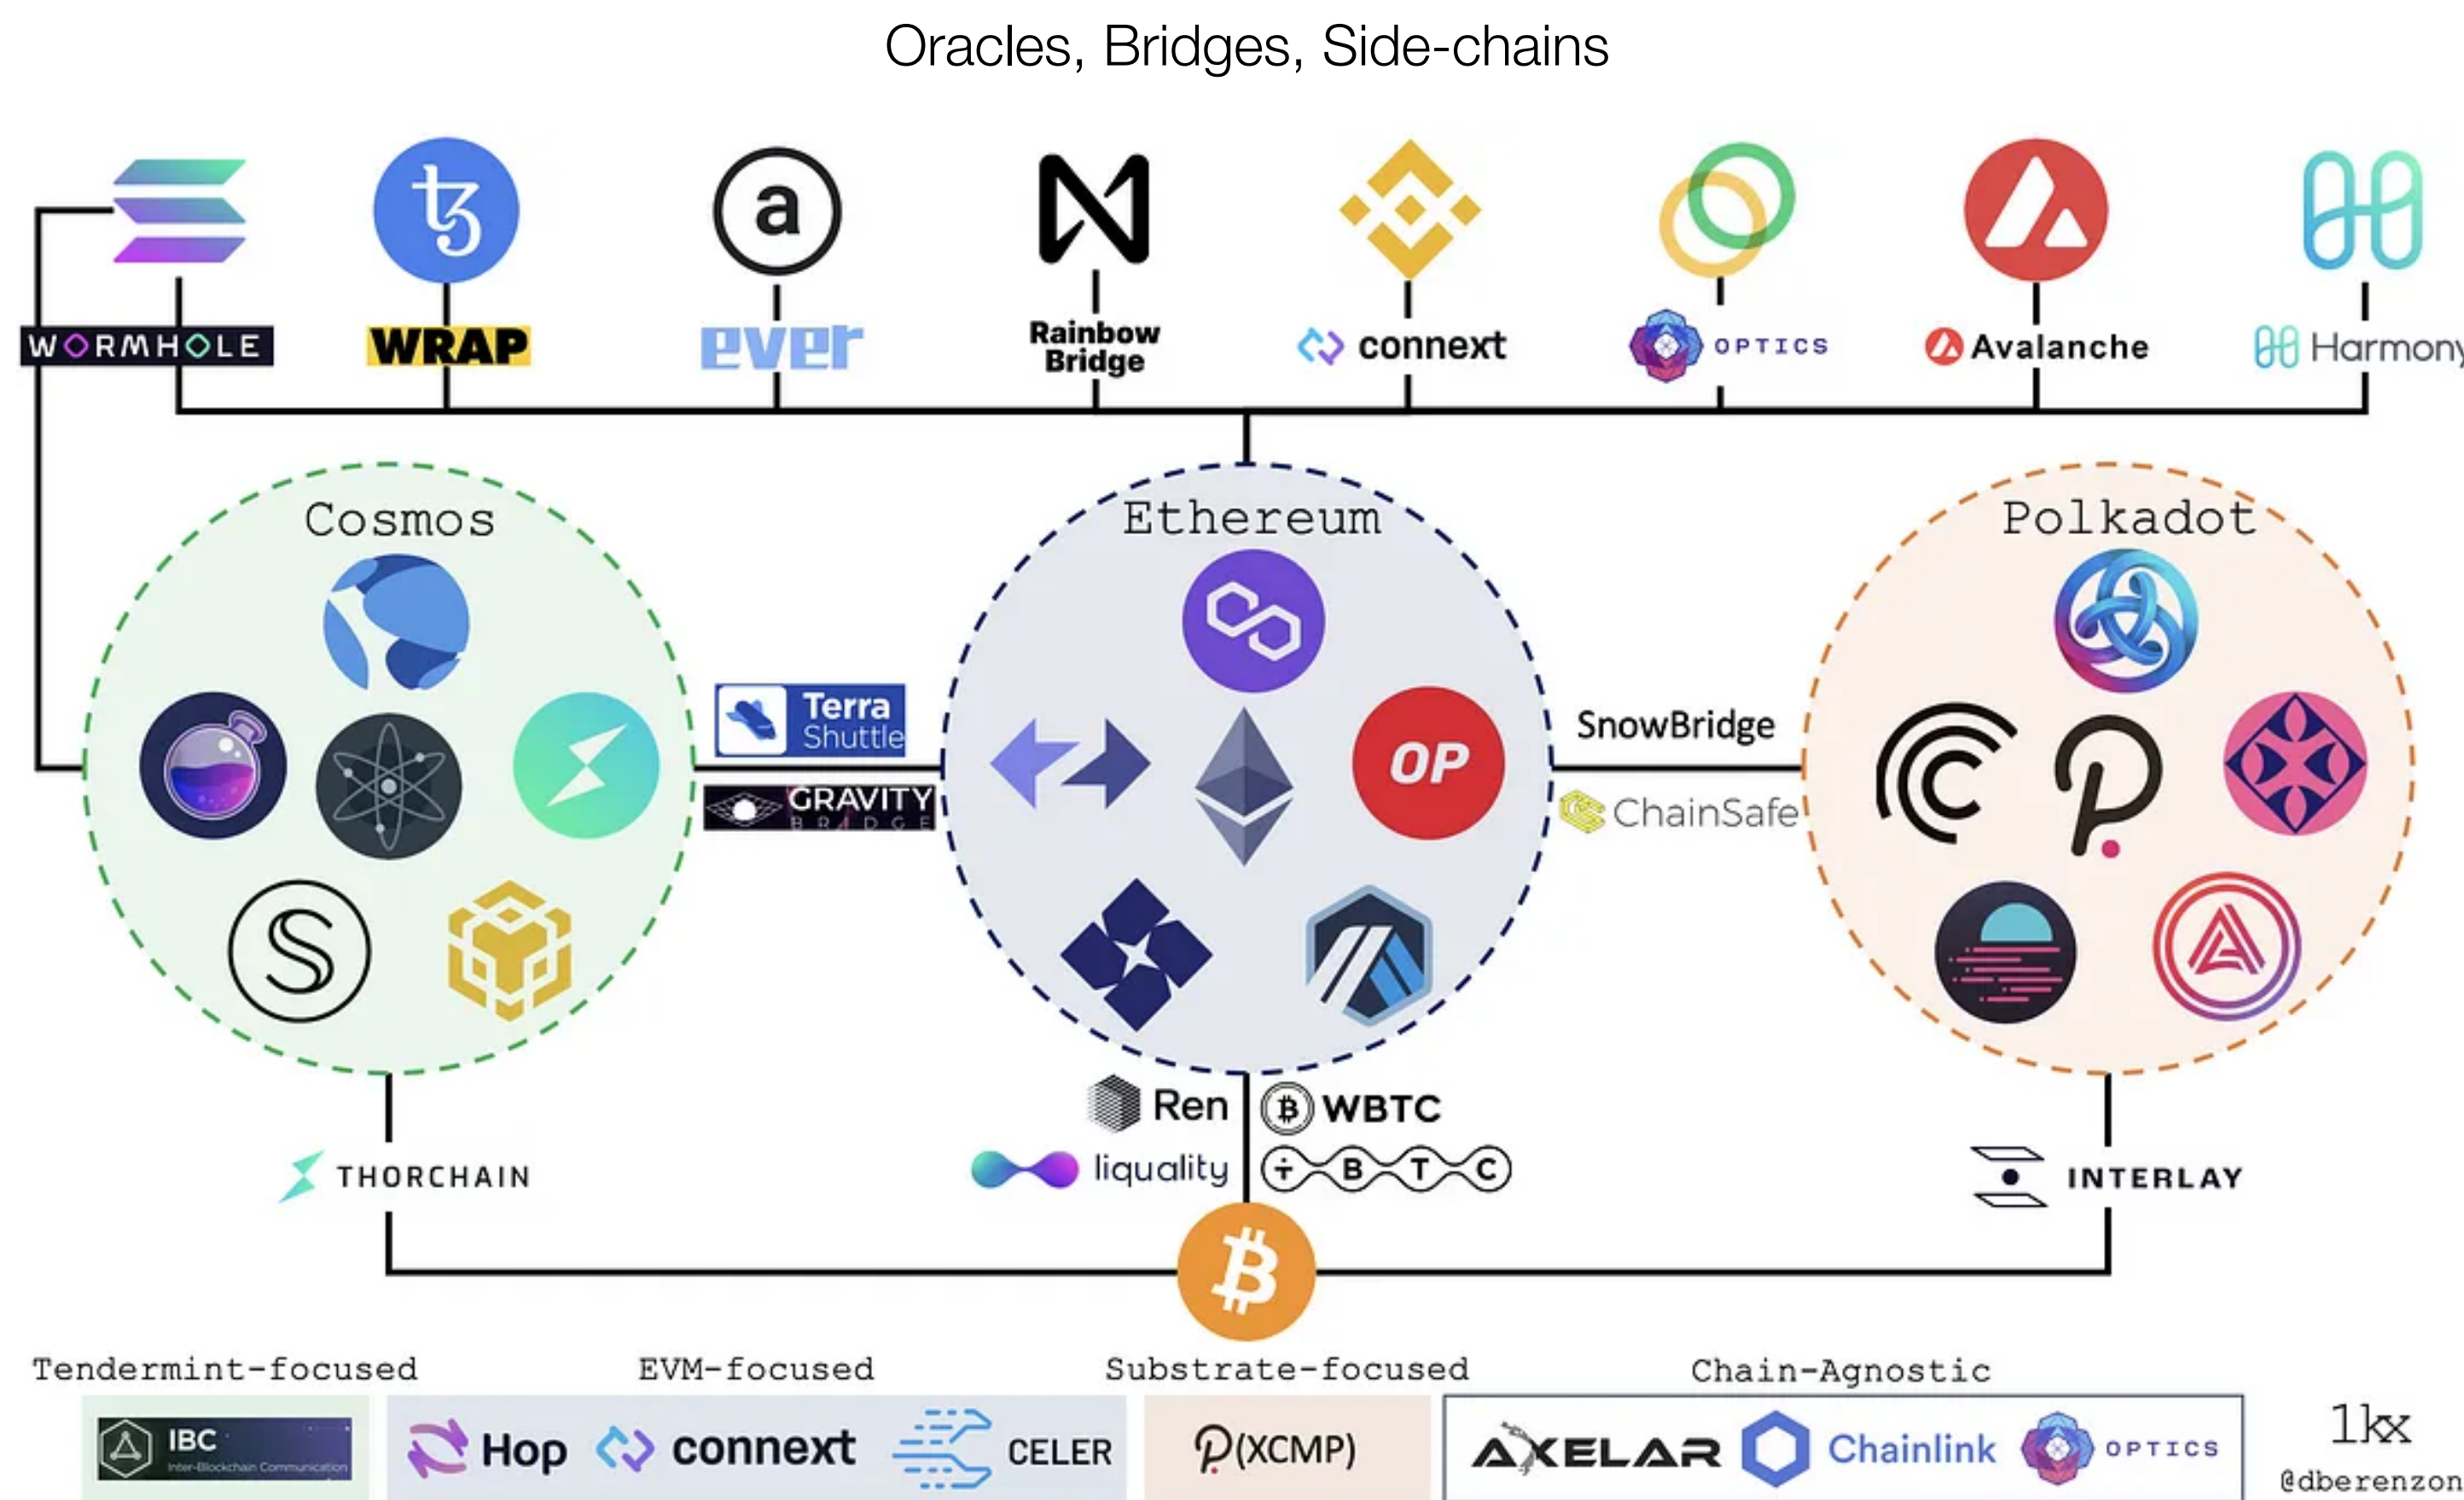 Oracles, Bridges, Side-chains
a
WORMHOLE
WRAP
ever
Rainbow
Bridge
connext
OPTICS
Avalanche
Harmony
Cosmos
Ethereum
Polkadot
Terra
Shuttle
GRAVITY
BRIDGE
OP
SnowBridge
ChainSafe
S
Ren
WBTC
liquality
T B T C
THORCHAIN
INTERLAY
Tendermint-focused
EVM-focused
Substrate-focused
Chain-Agnostic
IBC
Inter-Blockchain Communication
Hop
connext
CELER
(XCMP)
AXELAR
Chainlink
OPTICS
1kx
@dberenzon